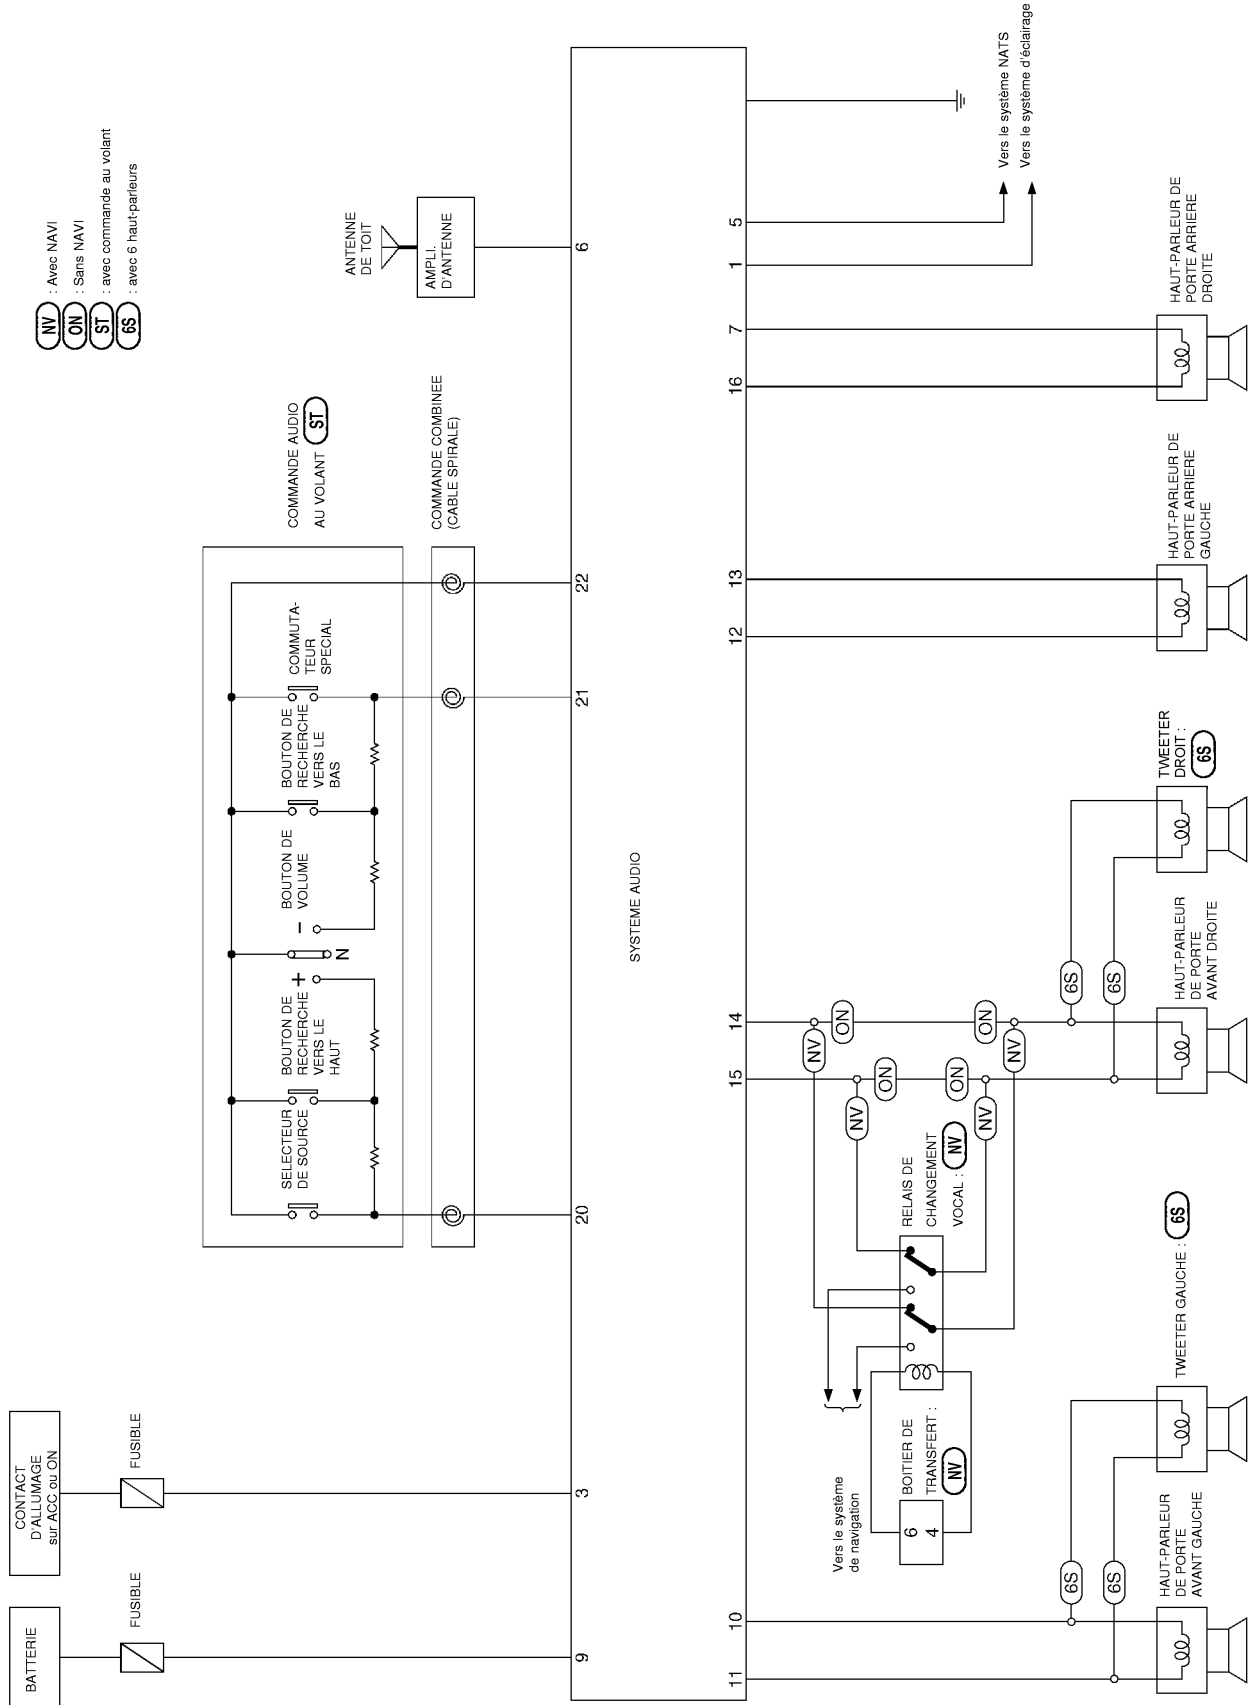 BATTERIE
FUSIBLE
9
CONTACT
D'ALLUMAGE
sur ACC ou ON
FUSIBLE
3
NV : Avec NAVI
ON : Sans NAVI
ST : avec commande au volant
6S : avec 6 haut-parleurs
COMMANDE AUDIO
AU VOLANT ST
SELECTEUR
DE SOURCE
BOUTON DE
RECHERCHE
VERS LE
HAUT
+
N
−
BOUTON DE
VOLUME
BOUTON DE
RECHERCHE
VERS LE
BAS
COMMUTA-
TEUR
SPECIAL
COMMANDE COMBINEE
(CABLE SPIRALE)
20
21
22
ANTENNE
DE TOIT
AMPLI.
D'ANTENNE
6
SYSTEME AUDIO
11
10
15
14
12
13
16
7
1
5
Vers le système NATS
Vers le système d'éclairage
NV
ON
NV
ON
ON
NV
ON
NV
RELAIS DE
CHANGEMENT
VOCAL : NV
BOITIER DE
TRANSFERT :
NV
6
4
Vers le système
de navigation
6S
6S
6S
6S
HAUT-PARLEUR
DE PORTE
AVANT GAUCHE
TWEETER GAUCHE : 6S
HAUT-PARLEUR
DE PORTE
AVANT DROITE
TWEETER
DROIT :
6S
HAUT-PARLEUR DE
PORTE ARRIERE
GAUCHE
HAUT-PARLEUR DE
PORTE ARRIERE
DROITE